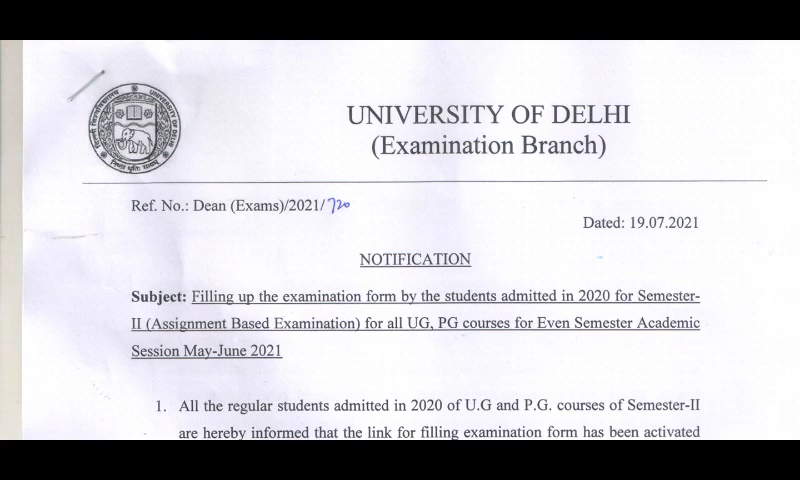 UNIVERSITY OF DELHI
(Examination Branch)
Ref. No.: Dean (Exams)/2021/720
Dated: 19.07.2021
NOTIFICATION
Subject: Filling up the examination form by the students admitted in 2020 for Semester-
II (Assignment Based Examination) for all UG, PG courses for Even Semester Academic
Session May-June 2021
1. All the regular students admitted in 2020 of U.G and P.G. courses of Semester-II
are hereby informed that the link for filling examination form has been activated